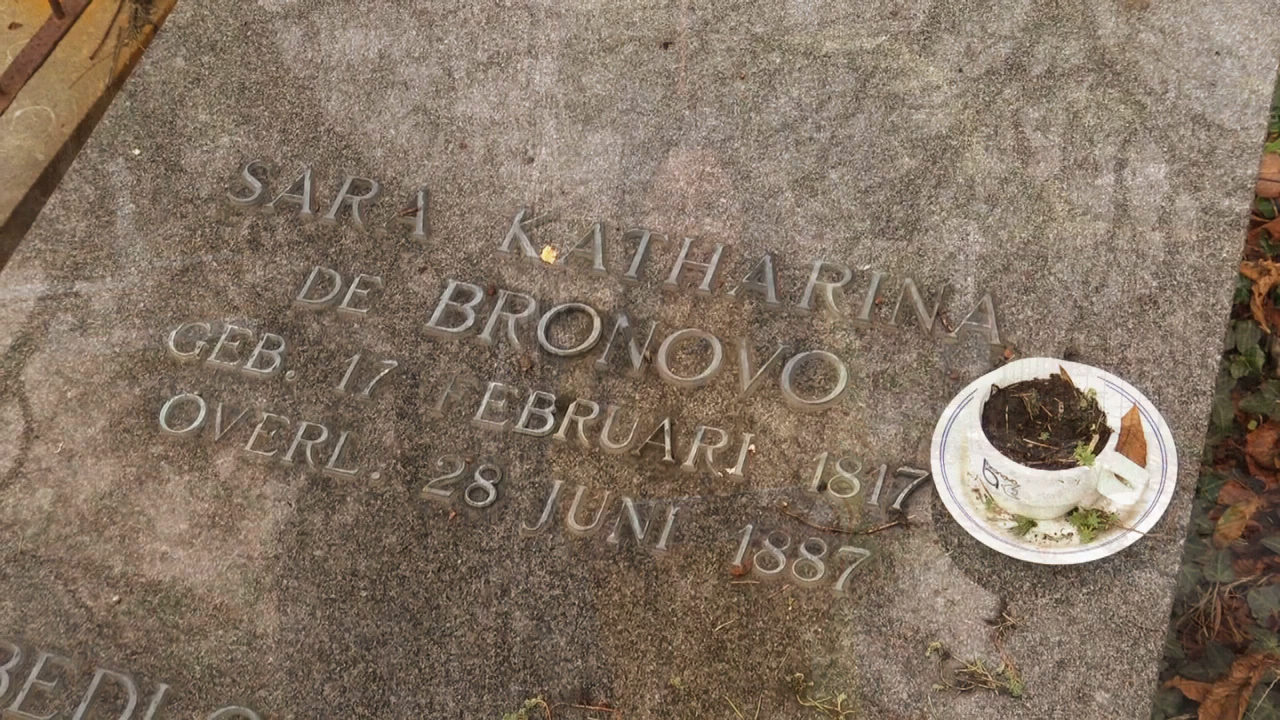 SARA KATHARINA
DE BRONOVO
GEB. 17 FEBRUARI 1817
OVERL. 28 JUNI 1887